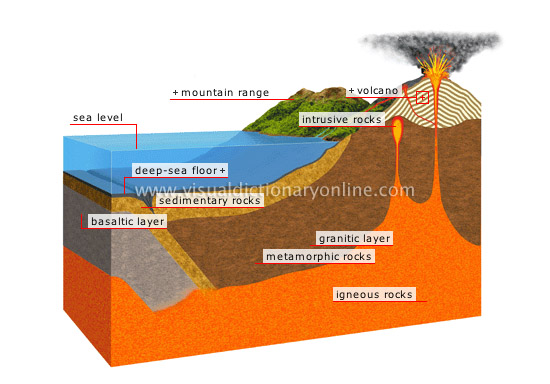 + mountain range
+ volcano
sea level
intrusive rocks
deep-sea floor +
www.visualdictionaryonline.com
sedimentary rocks
basaltic layer
granitic layer
metamorphic rocks
igneous rocks